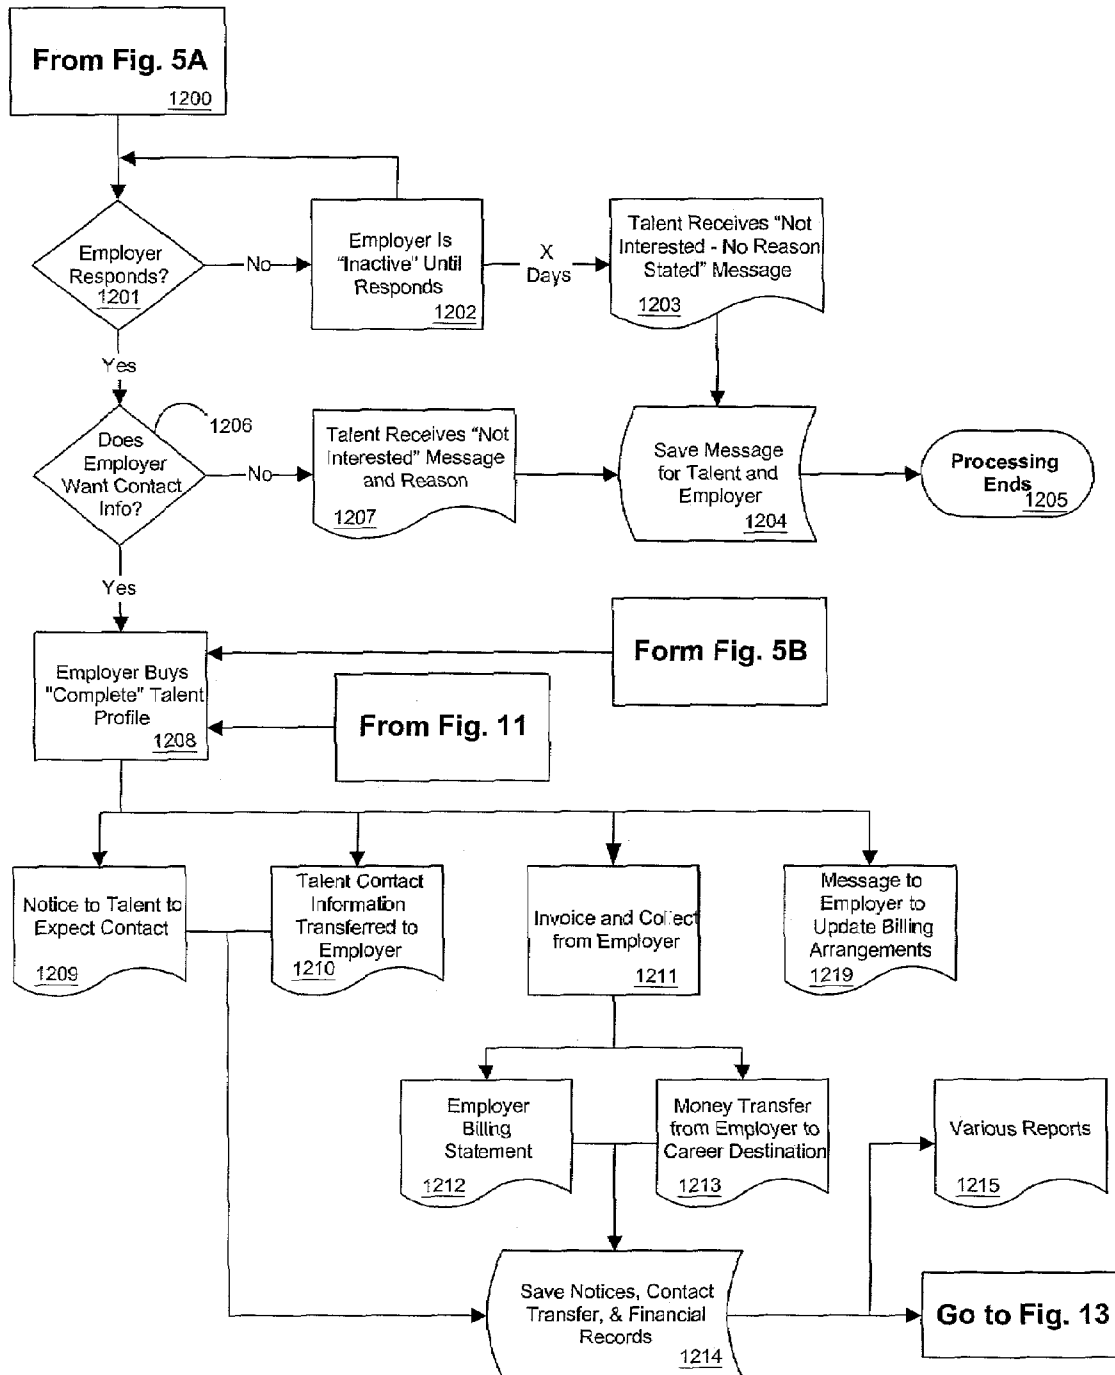 From Fig. 5A
1200
Employer
Responds?
1201
No
Employer Is
"Inactive" Until
Responds
1202
X
Days
Talent Receives "Not
Interested - No Reason
Stated" Message
1203
Yes
1206
Does
Employer
Want Contact
Info?
No
Talent Receives "Not
Interested" Message
and Reason
1207
Save Message
for Talent and
Employer
1204
Processing
Ends
1205
Yes
Form Fig. 5B
Employer Buys
"Complete" Talent
Profile
1208
From Fig. 11
Notice to Talent to
Expect Contact
1209
Talent Contact
Information
Transferred to
Employer
1210
Invoice and Collect
from Employer
1211
Message to
Employer to
Update Billing
Arrangements
1219
Employer
Billing
Statement
1212
Money Transfer
from Employer to
Career Destination
1213
Various Reports
1215
Save Notices, Contact
Transfer, & Financial
Records
1214
Go to Fig. 13